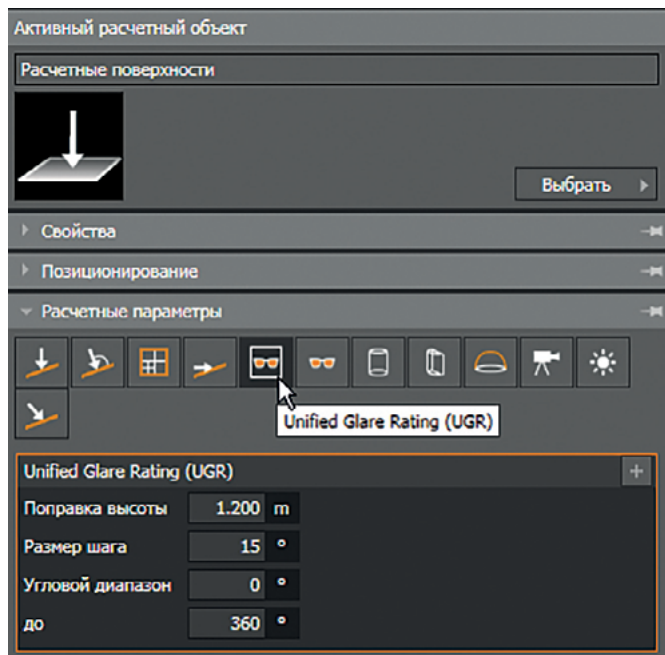 Активный расчетный объект
Расчетные поверхности
Выбрать
Свойства
Позиционирование
Расчетные параметры
Unified Glare Rating (UGR)
Unified Glare Rating (UGR)
Поправка высоты 1.200 m
Размер шага 15 °
Угловой диапазон 0 °
до 360 °